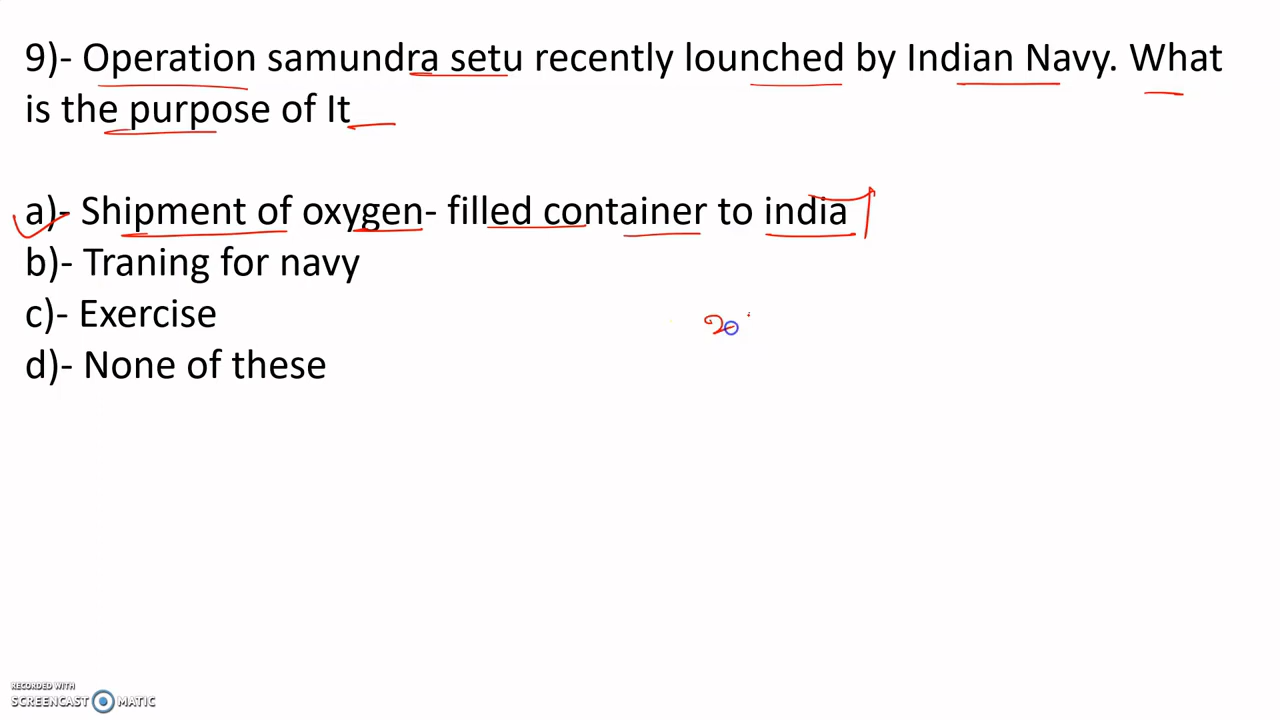 9)- Operation samundra setu recently lounched by Indian Navy. What
is the purpose of It
a)- Shipment of oxygen- filled container to india
b)- Traning for navy
c)- Exercise
d)- None of these
RECORDED WITH
SCREENCAST MATIC